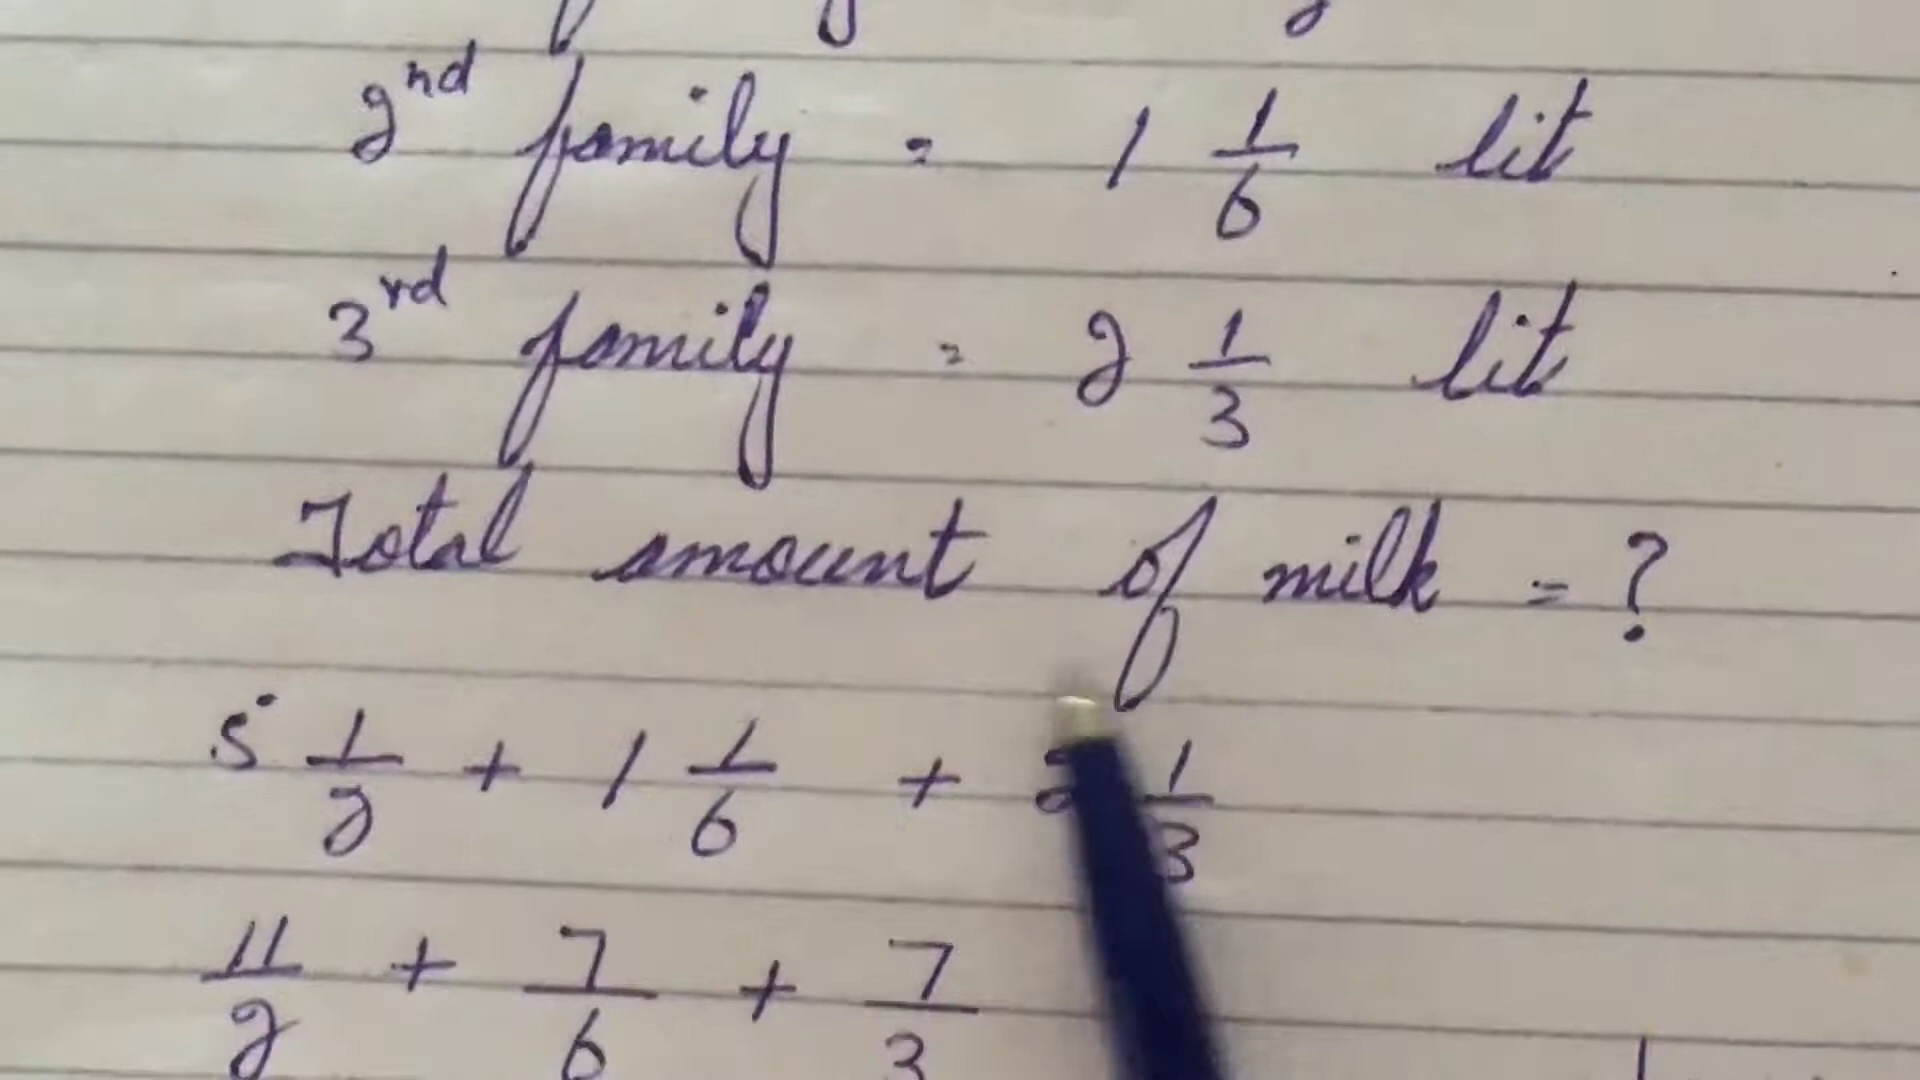 2nd family = 1 1/6 lit
3rd family = 2 1/3 lit
Total amount of milk = ?
5 1/2 + 1 1/6 + 2 1/3
11/2 + 7/6 + 7/3